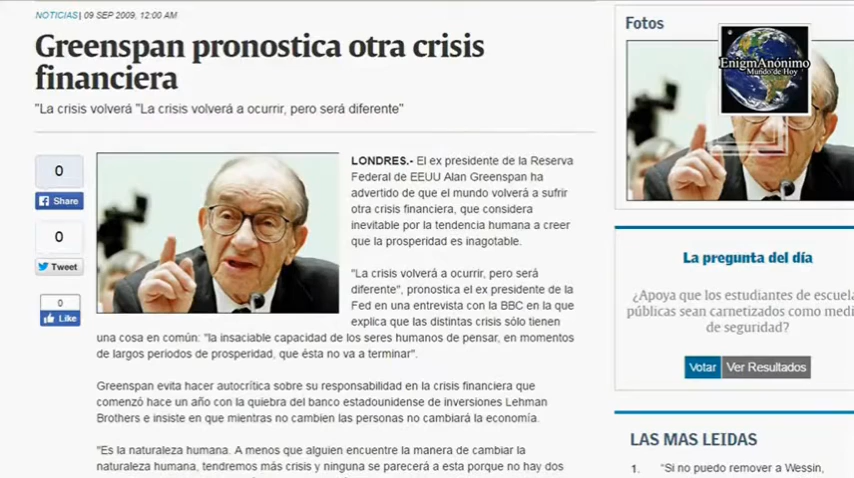 NOTICIAS| 09 SEP 2009, 12:00 AM
Greenspan pronostica otra crisis
financiera
"La crisis volverá "La crisis volverá a ocurrir, pero será diferente"
0
Share
0
Tweet
0
Like
LONDRES.- El ex presidente de la Reserva
Federal de EEUU Alan Greenspan ha
advertido de que el mundo volverá a sufrir
otra crisis financiera, que considera
inevitable por la tendencia humana a creer
que la prosperidad es inagotable.
"La crisis volverá a ocurrir, pero será
diferente", pronostica el ex presidente de la
Fed en una entrevista con la BBC en la que
explica que las distintas crisis sólo tienen
una cosa en común: "la insaciable capacidad de los seres humanos de pensar, en momentos
de largos periodos de prosperidad, que ésta no va a terminar".
Greenspan evita hacer autocrítica sobre su responsabilidad en la crisis financiera que
comenzó hace un año con la quiebra del banco estadounidense de inversiones Lehman
Brothers e insiste en que mientras no cambien las personas no cambiará la economía.
"Es la naturaleza humana. A menos que alguien encuentre la manera de cambiar la
naturaleza humana, tendremos más crisis y ninguna se parecerá a esta porque no hay dos
Fotos
EnigmAnónimo
Mundo de Hoy
La pregunta del día
¿Apoya que los estudiantes de escuela
públicas sean carnetizados como medi
de seguridad?
Votar
Ver Resultados
LAS MAS LEIDAS
1. "Si no puedo remover a Wessin,